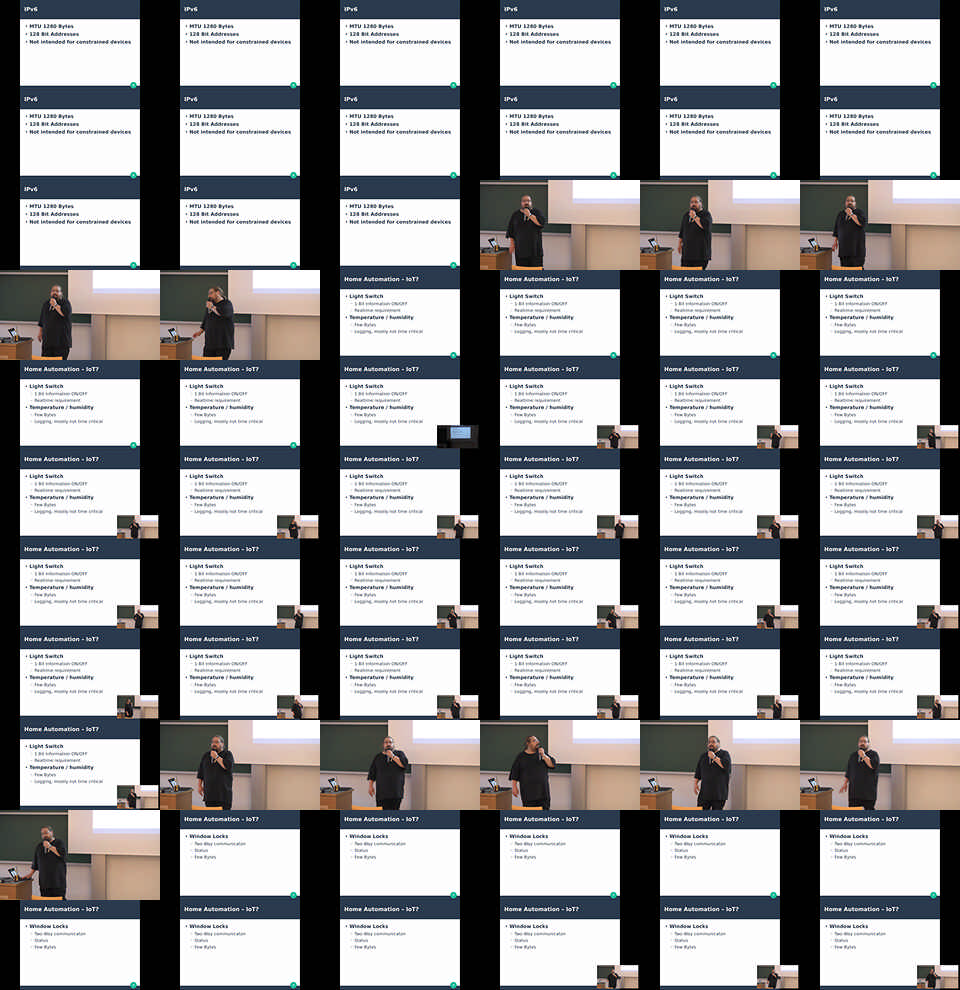 IPv6
MTU 1280 Bytes
128 Bit Addresses
Not intended for constrained devices
Home Automation – IoT?
Light Switch
1 Bit Information ON/OFF
Realtime requirement
Temperature / humidity
Few Bytes
Logging, mostly not time critical
Home Automation – IoT?
Window Locks
Two way communicaton
Status
Few Bytes